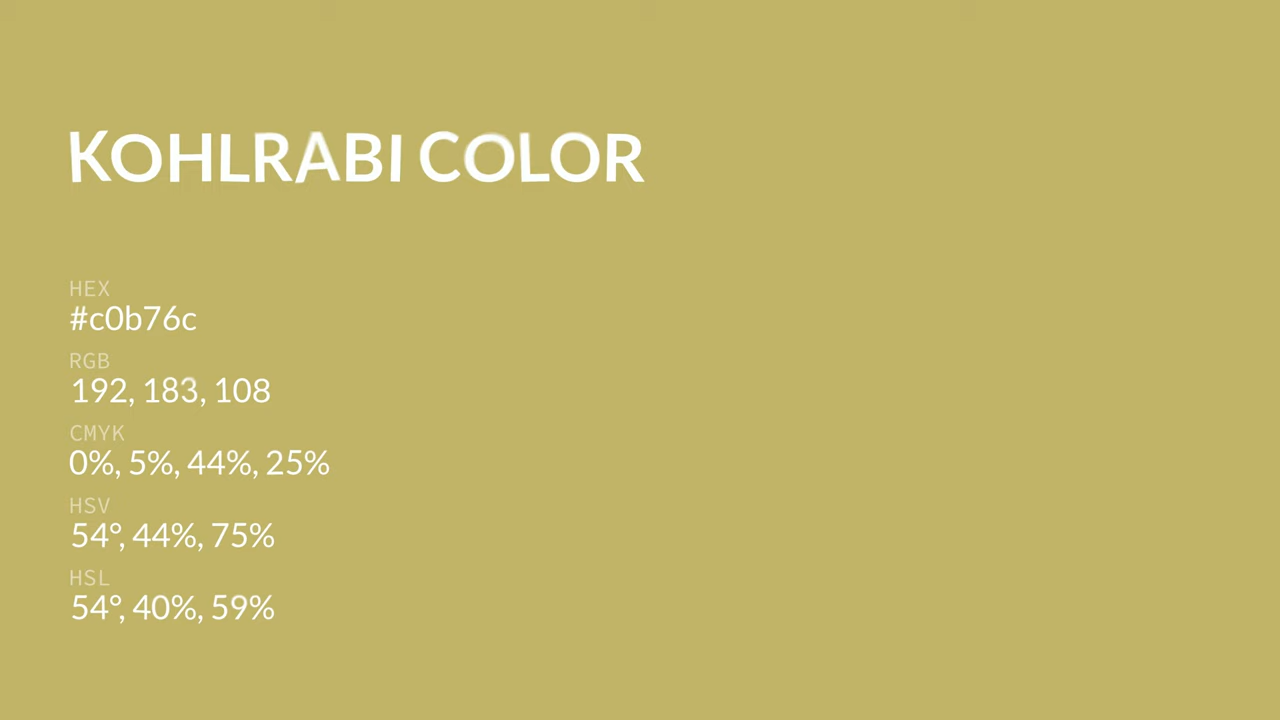 KOHLRABI COLOR
HEX
#c0b76c
RGB
192, 183, 108
CMYK
0%, 5%, 44%, 25%
HSV
54°, 44%, 75%
HSL
54°, 40%, 59%